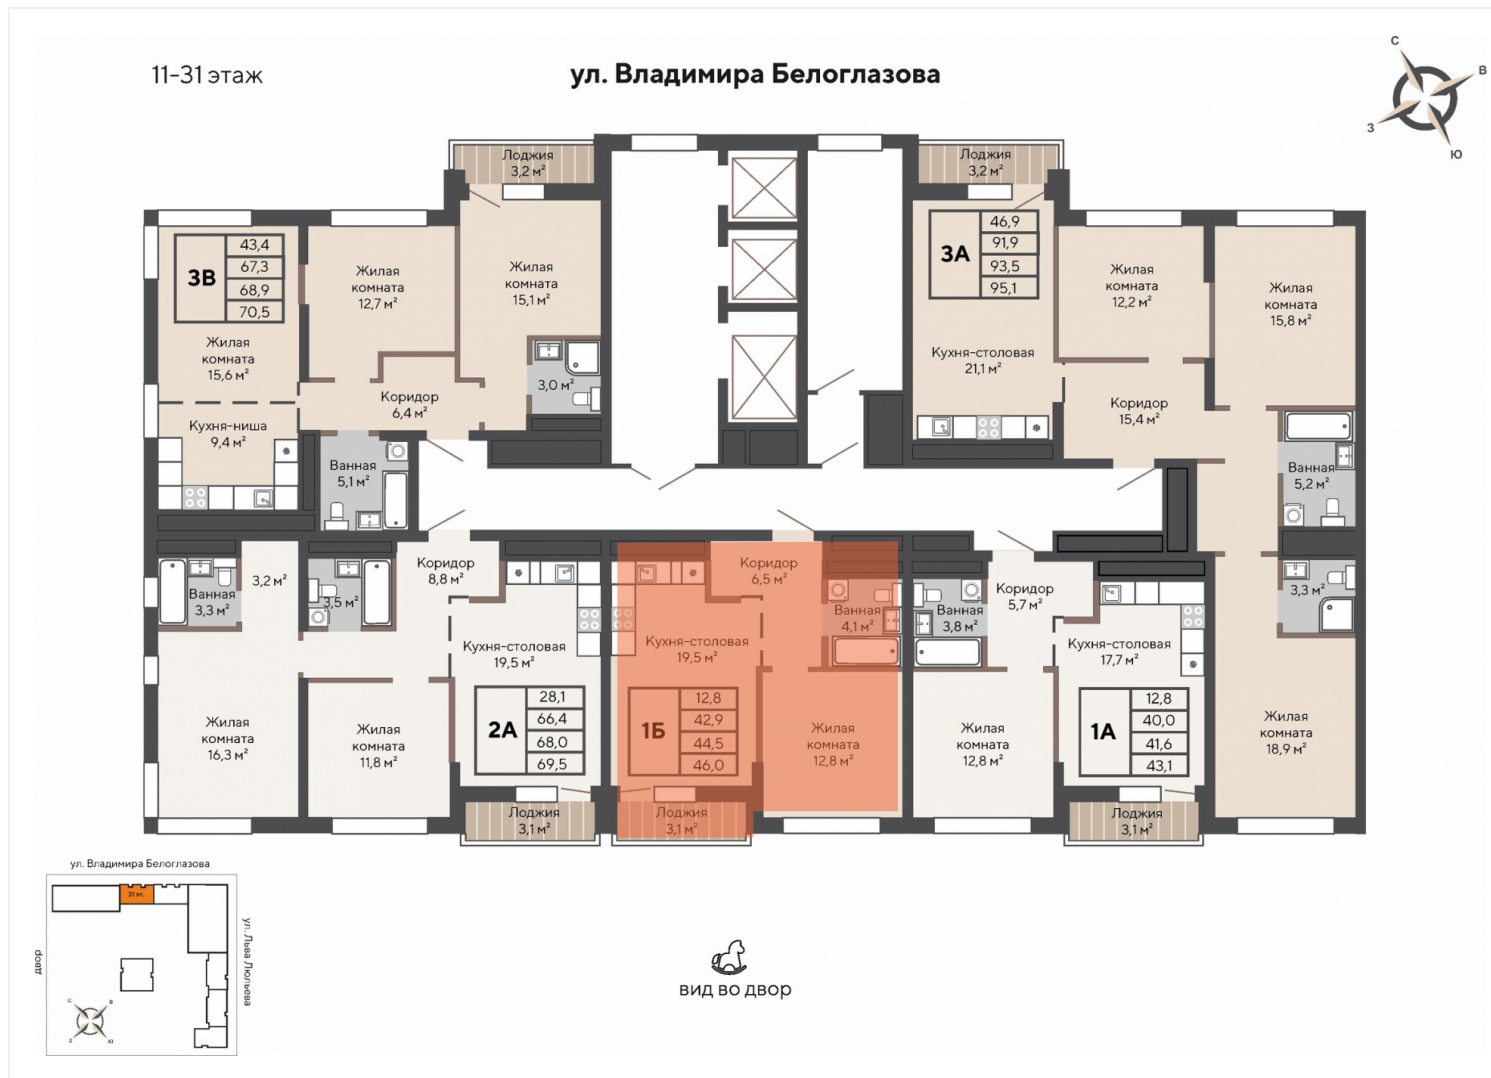 11-31 этаж
ул. Владимира Белоглазова
С
В
З
Ю
Лоджия
3,2 м²
Лоджия
3,2 м²
3В
43,4
67,3
68,9
70,5
Жилая
комната
12,7 м²
Жилая
комната
15,1 м²
3А
46,9
91,9
93,5
95,1
Жилая
комната
12,2 м²
Жилая
комната
15,8 м²
Жилая
комната
15,6 м²
3,0 м²
Кухня-столовая
21,1 м²
Коридор
6,4 м²
Коридор
15,4 м²
Кухня-ниша
9,4 м²
Ванная
5,1 м²
Ванная
5,2 м²
3,2 м²
Ванная
3,3 м²
3,5 м²
Коридор
8,8 м²
Коридор
6,5 м²
Ванная
4,1 м²
Ванная
3,8 м²
Коридор
5,7 м²
3,3 м²
Кухня-столовая
19,5 м²
Кухня-столовая
19,5 м²
Кухня-столовая
17,7 м²
Жилая
комната
16,3 м²
Жилая
комната
11,8 м²
2А
28,1
66,4
68,0
69,5
1Б
12,8
42,9
44,5
46,0
Жилая
комната
12,8 м²
Жилая
комната
12,8 м²
1А
12,8
40,0
41,6
43,1
Жилая
комната
18,9 м²
Лоджия
3,1 м²
Лоджия
3,1 м²
Лоджия
3,1 м²
ул. Владимира Белоглазова
31 эт.
двор
ул. Льва Люльева
С
В
З
Ю
вид во двор